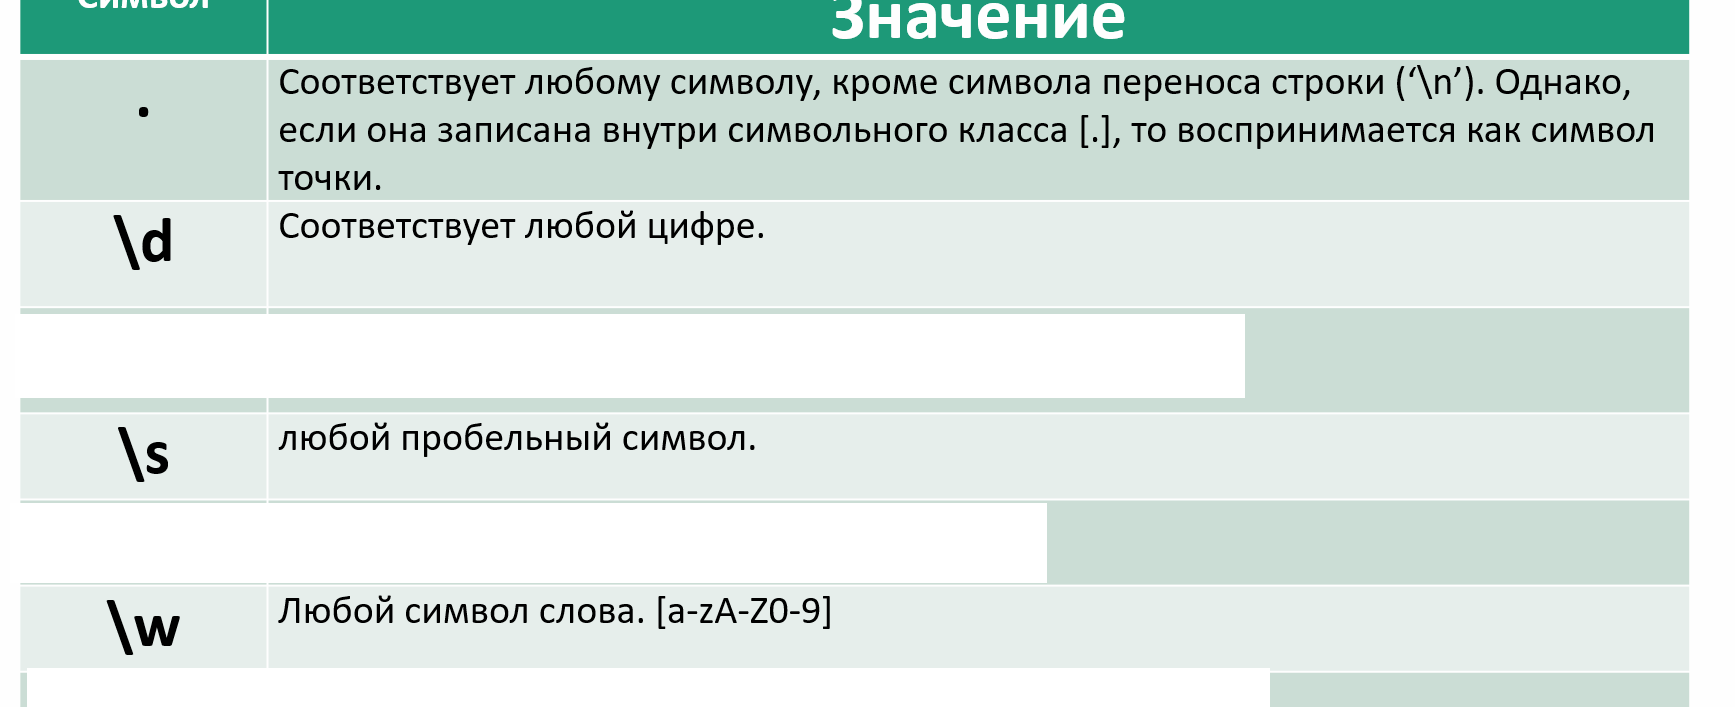 Символ
Значение
.
Соответствует любому символу, кроме символа переноса строки (‘\n’). Однако,
если она записана внутри символьного класса [.], то воспринимается как символ
точки.
\d
Соответствует любой цифре.
\s
любой пробельный символ.
\w
Любой символ слова. [a-zA-Z0-9]